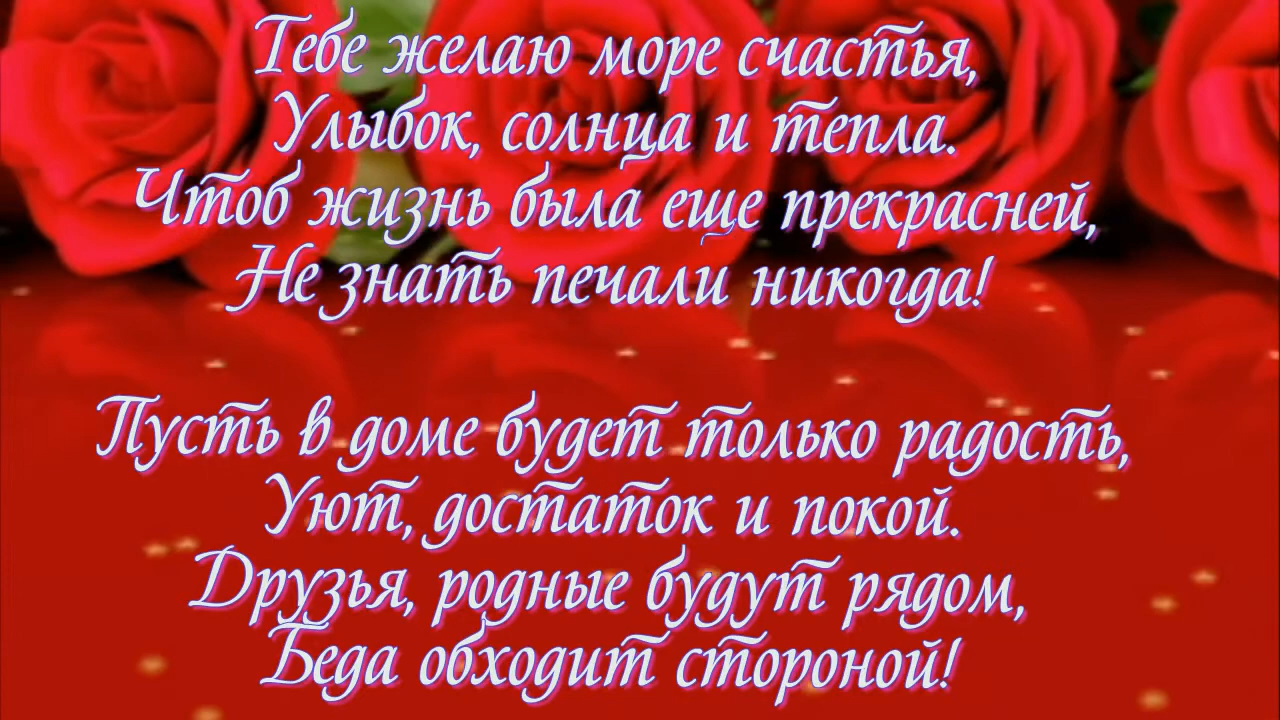 Тебе желаю море счастья,
Улыбок, солнца и тепла.
Чтоб жизнь была еще прекрасней,
Не знать печали никогда!
Пусть в доме будет только радость,
Уют, достаток и покой.
Друзья, родные будут рядом,
Беда обходит стороной!